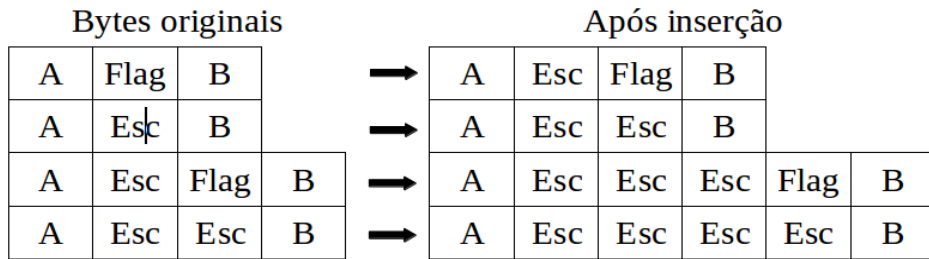 Bytes originais Após inserção
A Flag B A Esc Flag B
A Esc B A Esc Esc B
A Esc Flag B A Esc Esc Esc Flag B
A Esc Esc B A Esc Esc Esc Esc B